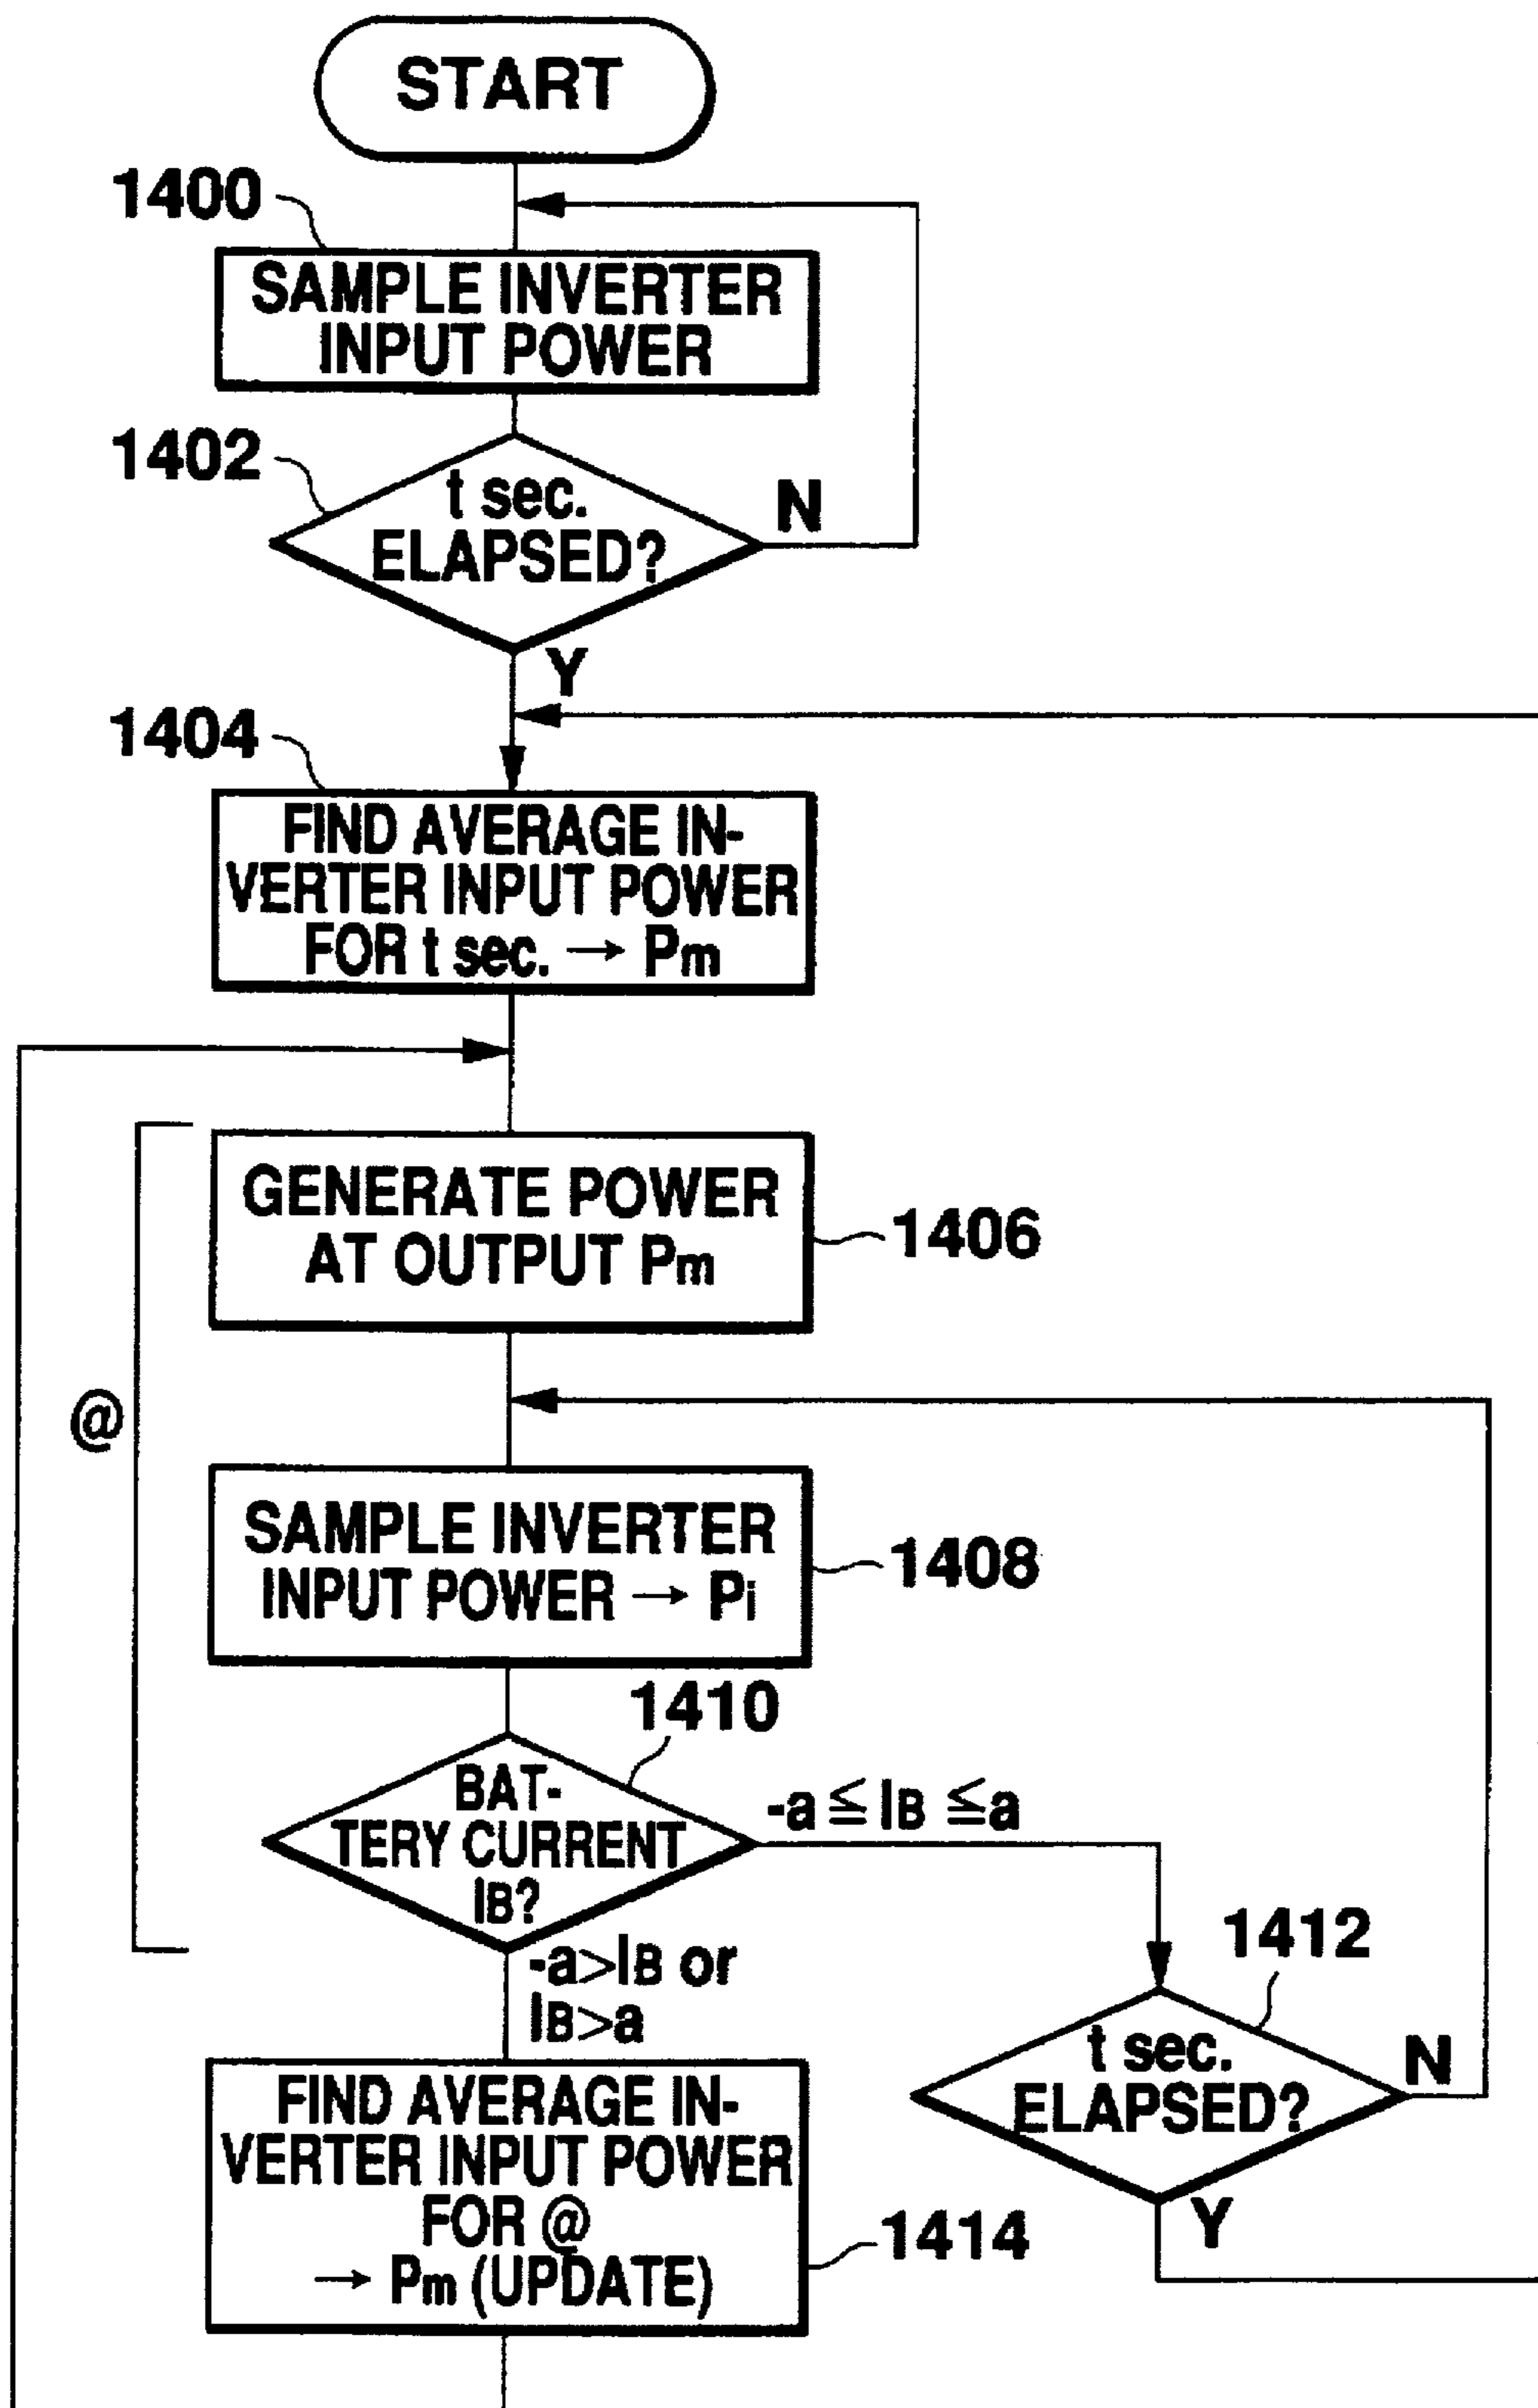 START
1400
SAMPLE INVERTER
INPUT POWER
1402
t sec.
ELAPSED?
N
Y
1404
FIND AVERAGE IN-
VERTER INPUT POWER
FOR t sec. → Pm
GENERATE POWER
AT OUTPUT Pm
1406
@
SAMPLE INVERTER
INPUT POWER → Pi
1408
1410
BAT-
TERY CURRENT
IB?
-a ≦ IB ≦ a
-a>IB or
IB>a
1412
t sec.
ELAPSED?
N
Y
FIND AVERAGE IN-
VERTER INPUT POWER
FOR @
→ Pm (UPDATE)
1414